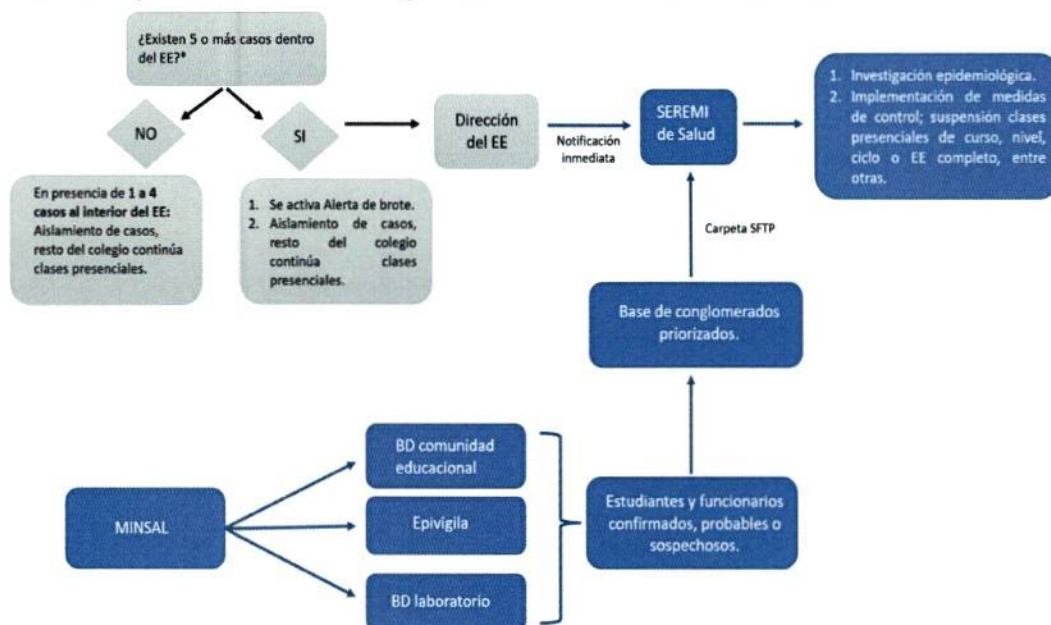 ¿Existen 5 o más casos dentro
del EE?*
NO
SI
En presencia de 1 a 4
casos al interior del EE:
Aislamiento de casos,
resto del colegio continúa
clases presenciales.
1. Se activa Alerta de brote.
2. Aislamiento de casos,
resto del colegio
continúa clases
presenciales.
Dirección
del EE
Notificación
inmediata
SEREMI
de Salud
1. Investigación epidemiológica.
2. Implementación de medidas
de control; suspensión clases
presenciales de curso, nivel,
ciclo o EE completo, entre
otras.
Carpeta SFTP
Base de conglomerados
priorizados.
MINSAL
BD comunidad
educacional
Epivigila
BD laboratorio
Estudiantes y funcionarios
confirmados, probables o
sospechosos.